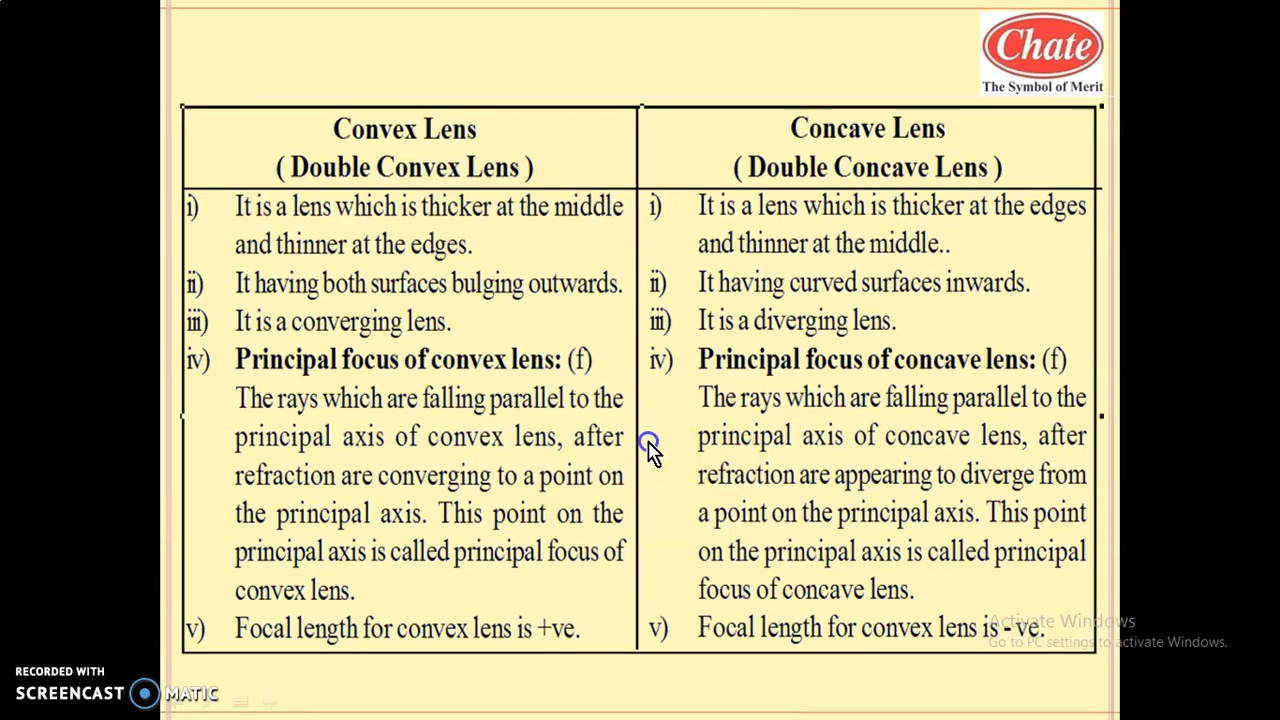 Chate
The Symbol of Merit
Convex Lens
( Double Convex Lens )
i) It is a lens which is thicker at the middle
and thinner at the edges.
ii) It having both surfaces bulging outwards.
iii) It is a converging lens.
iv) Principal focus of convex lens: (f)
The rays which are falling parallel to the
principal axis of convex lens, after
refraction are converging to a point on
the principal axis. This point on the
principal axis is called principal focus of
convex lens.
v) Focal length for convex lens is +ve.
Concave Lens
( Double Concave Lens )
i) It is a lens which is thicker at the edges
and thinner at the middle..
ii) It having curved surfaces inwards.
iii) It is a diverging lens.
iv) Principal focus of concave lens: (f)
The rays which are falling parallel to the
principal axis of concave lens, after
refraction are appearing to diverge from
a point on the principal axis. This point
on the principal axis is called principal
focus of concave lens.
v) Focal length for convex lens is - ve.
Activate Windows
Go to PC settings to activate Windows.
RECORDED WITH
SCREENCAST MATIC